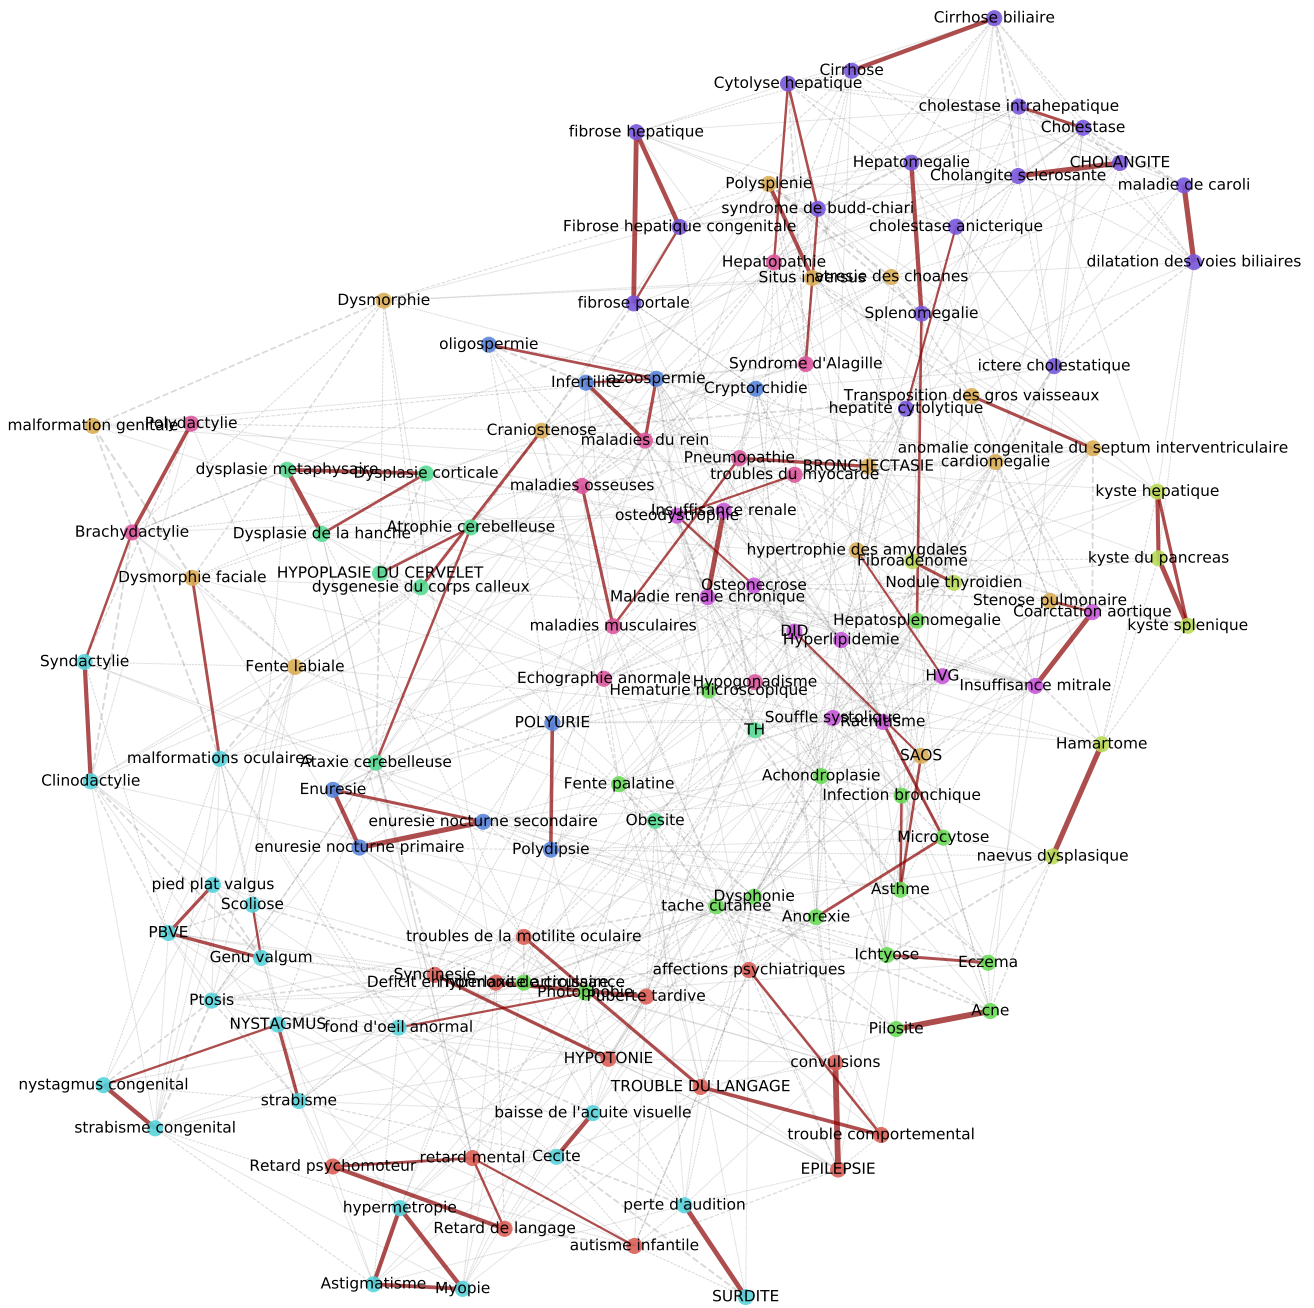 Cirrhose biliaire
Cirrhose
Cytolyse hepatique
cholestase intrahepatique
Cholestase
fibrose hepatique
Hepatomegalie
CHOLANGITE
Cholangite sclerosante
Polysplenie
maladie de caroli
syndrome de budd-chiari
Fibrose hepatique congenitale
cholestase anicterique
Hepatopathie
dilatation des voies biliaires
Situs inversus
atresie des choanes
Dysmorphie
fibrose portale
Splenomegalie
oligospermie
Syndrome d'Alagille
ictere cholestatique
Infertilite
azoospermie
Cryptorchidie
Transposition des gros vaisseaux
hepatite cytolytique
malformation genitale
Polydactylie
Craniostenose
maladies du rein
anomalie congenitale du septum interventriculaire
Pneumopathie
BRONCHECTASIE
cardiomegalie
dysplasie metaphysaire
Dysplasie corticale
troubles du myocarde
maladies osseuses
kyste hepatique
Insuffisance renale
osteodystrophie
Brachydactylie
Dysplasie de la hanche
Atrophie cerebelleuse
hypertrophie des amygdales
Fibroadenome
kyste du pancreas
Dysmorphie faciale
HYPOPLASIE DU CERVELET
dysgenesie du corps calleux
Osteonecrose
Nodule thyroidien
Maladie renale chronique
Stenose pulmonaire
Coarctation aortique
maladies musculaires
Hepatosplenomegalie
kyste splenique
DID
Hyperlipidemie
Syndactylie
Fente labiale
Echographie anormale
Hypogonadisme
HVG
Insuffisance mitrale
Hematurie microscopique
POLYURIE
Souffle systolique
Rachitisme
TH
Hamartome
malformations oculaires
Ataxie cerebelleuse
SAOS
Clinodactylie
Enuresie
Fente palatine
Achondroplasie
Infection bronchique
enuresie nocturne secondaire
Obesite
Microcytose
enuresie nocturne primaire
Polydipsie
naevus dysplasique
pied plat valgus
Asthme
Scoliose
Dysphonie
tache cutanee
Anorexie
PBVE
troubles de la motilite oculaire
Genu valgum
Ichtyose
Eczema
Syncinesie
affections psychiatriques
Photophobie
Puberte tardive
Ptosis
Acne
NYSTAGMUS
fond d'oeil anormal
Pilosite
HYPOTONIE
convulsions
nystagmus congenital
TROUBLE DU LANGAGE
strabisme
baisse de l'acuite visuelle
strabisme congenital
trouble comportemental
Retard psychomoteur
retard mental
Cecite
EPILEPSIE
hypermetropie
perte d'audition
Retard de langage
autisme infantile
Astigmatisme
Myopie
SURDITE